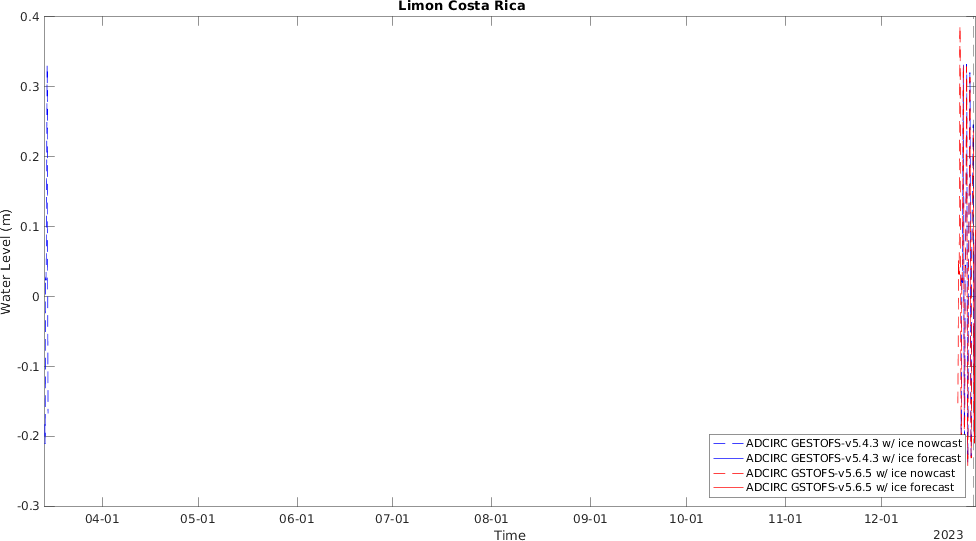 Limon Costa Rica
0.4
0.3
0.2
0.1
0
-0.1
-0.2
-0.3
Water Level (m)
ADCIRC GESTOFS-v5.4.3 w/ ice nowcast
ADCIRC GESTOFS-v5.4.3 w/ ice forecast
ADCIRC GSTOFS-v5.6.5 w/ ice nowcast
ADCIRC GSTOFS-v5.6.5 w/ ice forecast
04-01 05-01 06-01 07-01 08-01 09-01 10-01 11-01 12-01
Time
2023